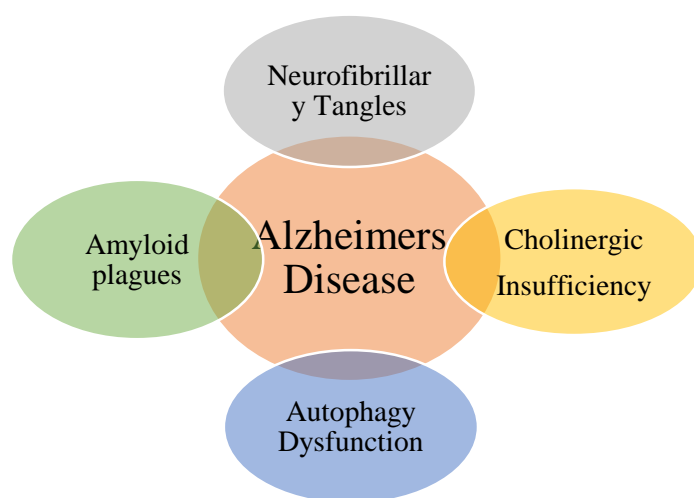 Neurofibrillar
y Tangles
Amyloid
plagues
Alzheimers
Disease
Cholinergic
Insufficiency
Autophagy
Dysfunction